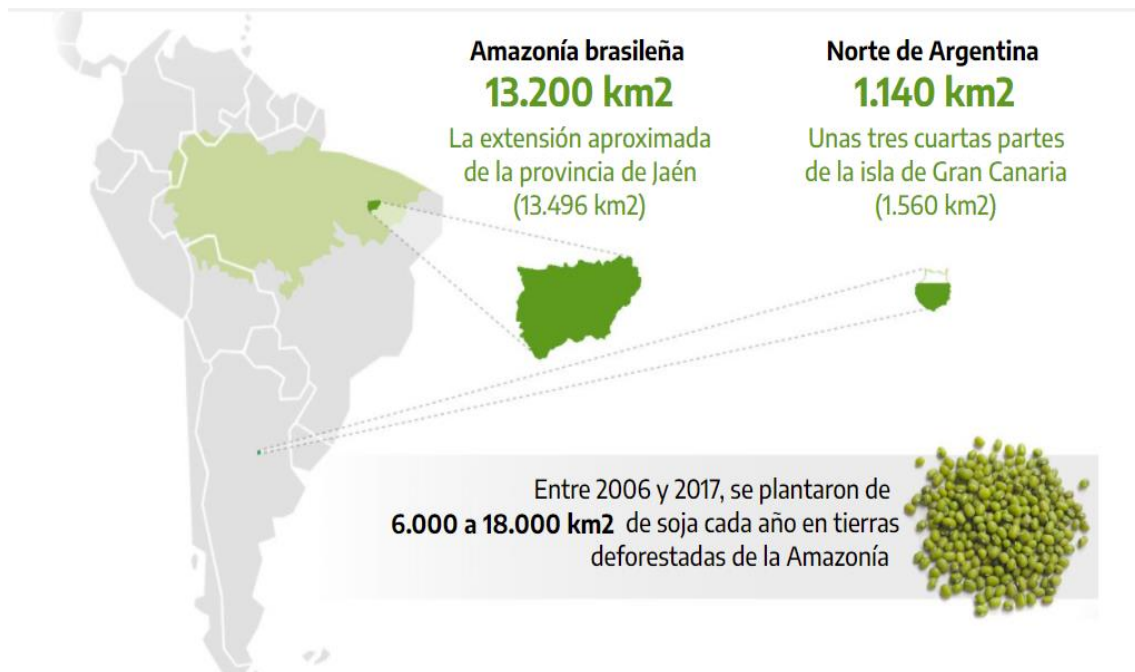 Amazonía brasileña
13.200 km2
La extensión aproximada
de la provincia de Jaén
(13.496 km2)
Norte de Argentina
1.140 km2
Unas tres cuartas partes
de la isla de Gran Canaria
(1.560 km2)
Entre 2006 y 2017, se plantaron de
6.000 a 18.000 km2 de soja cada año en tierras
deforestadas de la Amazonía